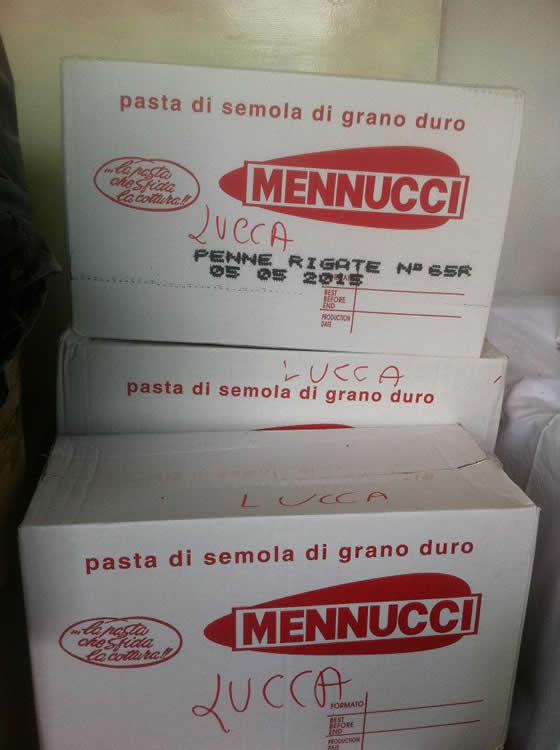 pasta di semola di grano duro
...la pasta
che sfida
la cottura!!
MENNUCCI
LUCCA
PENNE RIGATE Nº 65R
05 05 2015
BEST
BEFORE
END
PRODUCTION
DATE
LUCCA
pasta di semola di grano duro
LUCCA
pasta di semola di grano duro
...la pasta
che sfida
la cottura!!
MENNUCCI
LUCCA
FORMATO
BEST
BEFORE
END
PRODUCTION